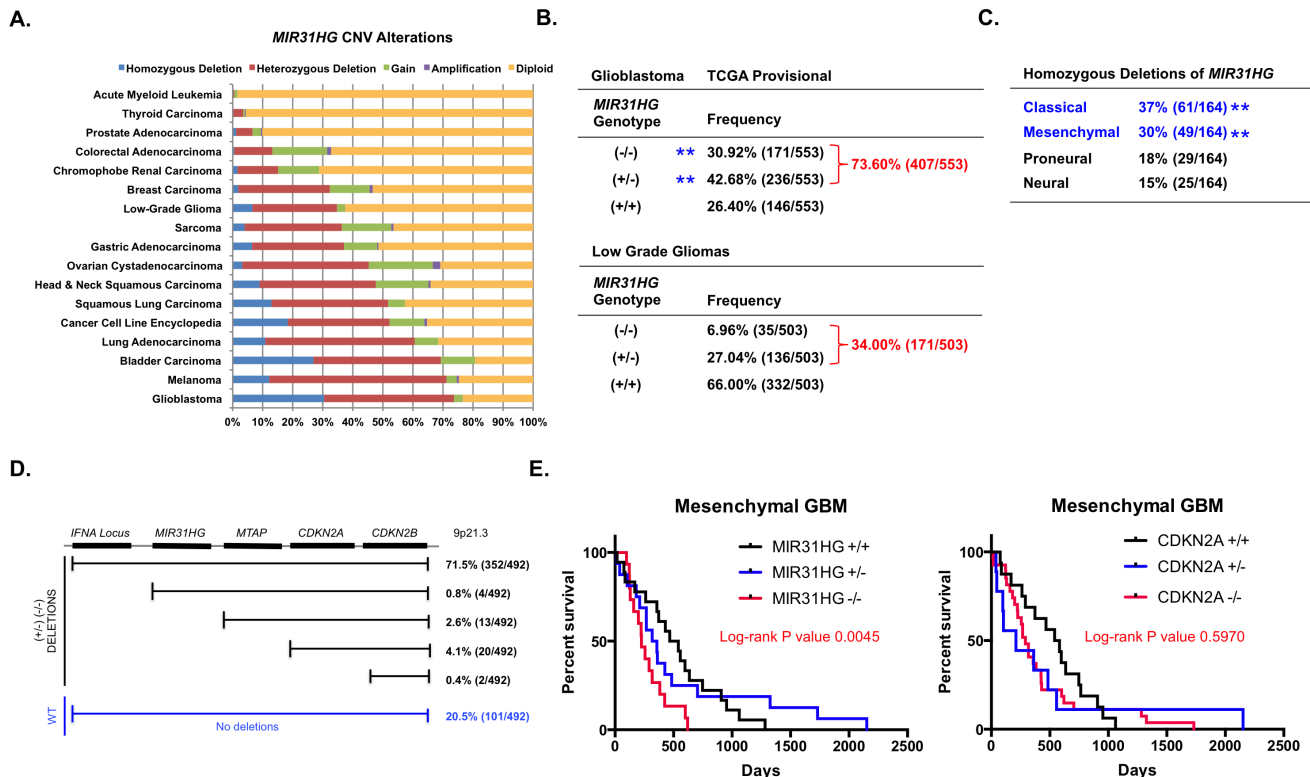 A.
MIR31HG CNV Alterations
Homozygous Deletion Heterozygous Deletion Gain Amplification Diploid
Acute Myeloid Leukemia
Thyroid Carcinoma
Prostate Adenocarcinoma
Colorectal Adenocarcinoma
Chromophobe Renal Carcinoma
Breast Carcinoma
Low-Grade Glioma
Sarcoma
Gastric Adenocarcinoma
Ovarian Cystadenocarcinoma
Head & Neck Squamous Carcinoma
Squamous Lung Carcinoma
Cancer Cell Line Encyclopedia
Lung Adenocarcinoma
Bladder Carcinoma
Melanoma
Glioblastoma
0% 10% 20% 30% 40% 50% 60% 70% 80% 90% 100%
B.
Glioblastoma TCGA Provisional
MIR31HG
Genotype Frequency
(-/-) ** 30.92% (171/553)
(+/-) ** 42.68% (236/553)
73.60% (407/553)
(+/+) 26.40% (146/553)
Low Grade Gliomas
MIR31HG
Genotype Frequency
(-/-) 6.96% (35/503)
(+/-) 27.04% (136/503)
34.00% (171/503)
(+/+) 66.00% (332/503)
C.
Homozygous Deletions of MIR31HG
Classical 37% (61/164) **
Mesenchymal 30% (49/164) **
Proneural 18% (29/164)
Neural 15% (25/164)
D.
IFNA Locus MIR31HG MTAP CDKN2A CDKN2B 9p21.3
(+/-) (-/-)
DELETIONS
71.5% (352/492)
0.8% (4/492)
2.6% (13/492)
4.1% (20/492)
0.4% (2/492)
WT
No deletions
20.5% (101/492)
E.
Mesenchymal GBM
MIR31HG +/+
MIR31HG +/-
MIR31HG -/-
Log-rank P value 0.0045
Percent survival
100
50
0
0 500 1000 1500 2000 2500
Days
Mesenchymal GBM
CDKN2A +/+
CDKN2A +/-
CDKN2A -/-
Log-rank P value 0.5970
Percent survival
100
50
0
0 500 1000 1500 2000 2500
Days